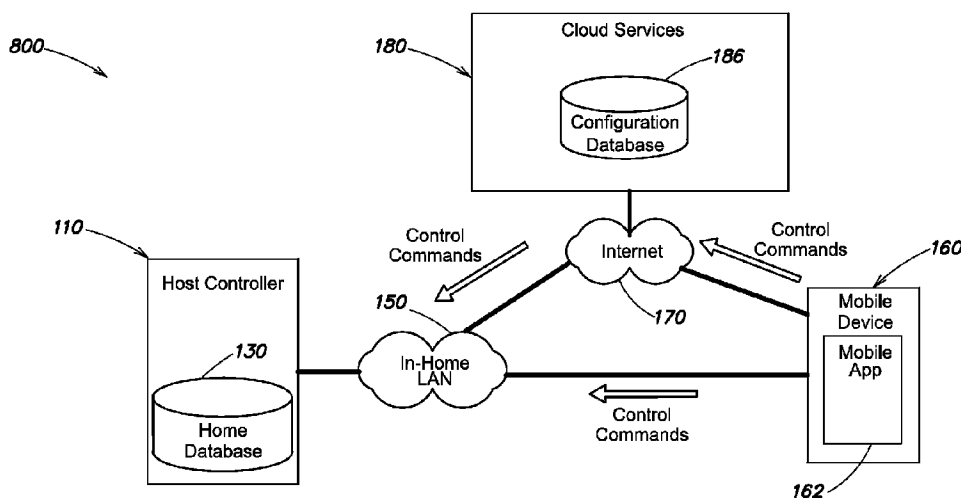 800
180
Cloud Services
186
Configuration
Database
110
Control
Commands
Internet
Control
Commands
160
Host Controller
150
170
Mobile
Device
130
In-Home
LAN
Mobile
App
Home
Database
Control
Commands
162